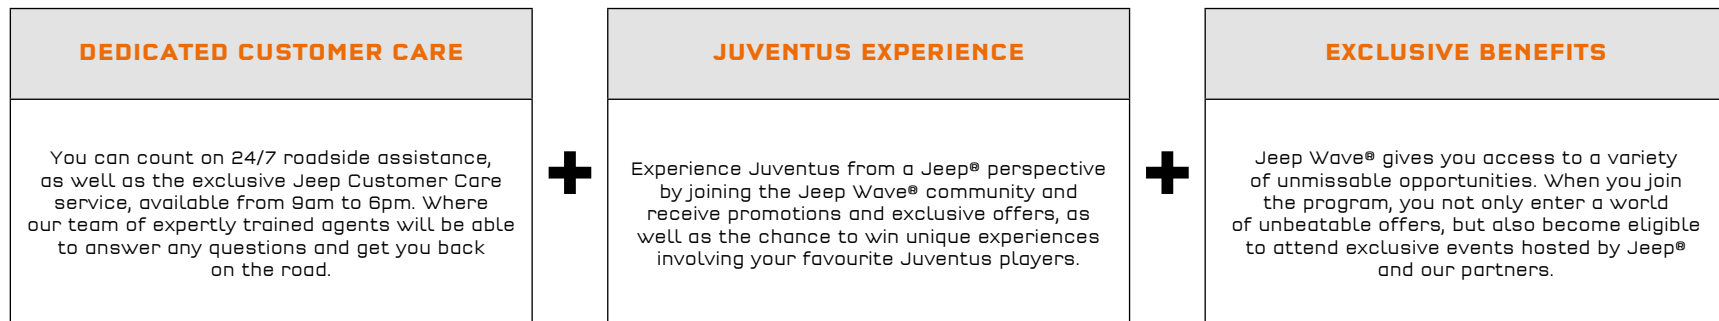 DEDICATED CUSTOMER CARE
You can count on 24/7 roadside assistance,
as well as the exclusive Jeep Customer Care
service, available from 9am to 6pm. Where
our team of expertly trained agents will be able
to answer any questions and get you back
on the road.
+
JUVENTUS EXPERIENCE
Experience Juventus from a Jeep® perspective
by joining the Jeep Wave® community and
receive promotions and exclusive offers, as
well as the chance to win unique experiences
involving your favourite Juventus players.
+
EXCLUSIVE BENEFITS
Jeep Wave® gives you access to a variety
of unmissable opportunities. When you join
the program, you not only enter a world
of unbeatable offers, but also become eligible
to attend exclusive events hosted by Jeep®
and our partners.